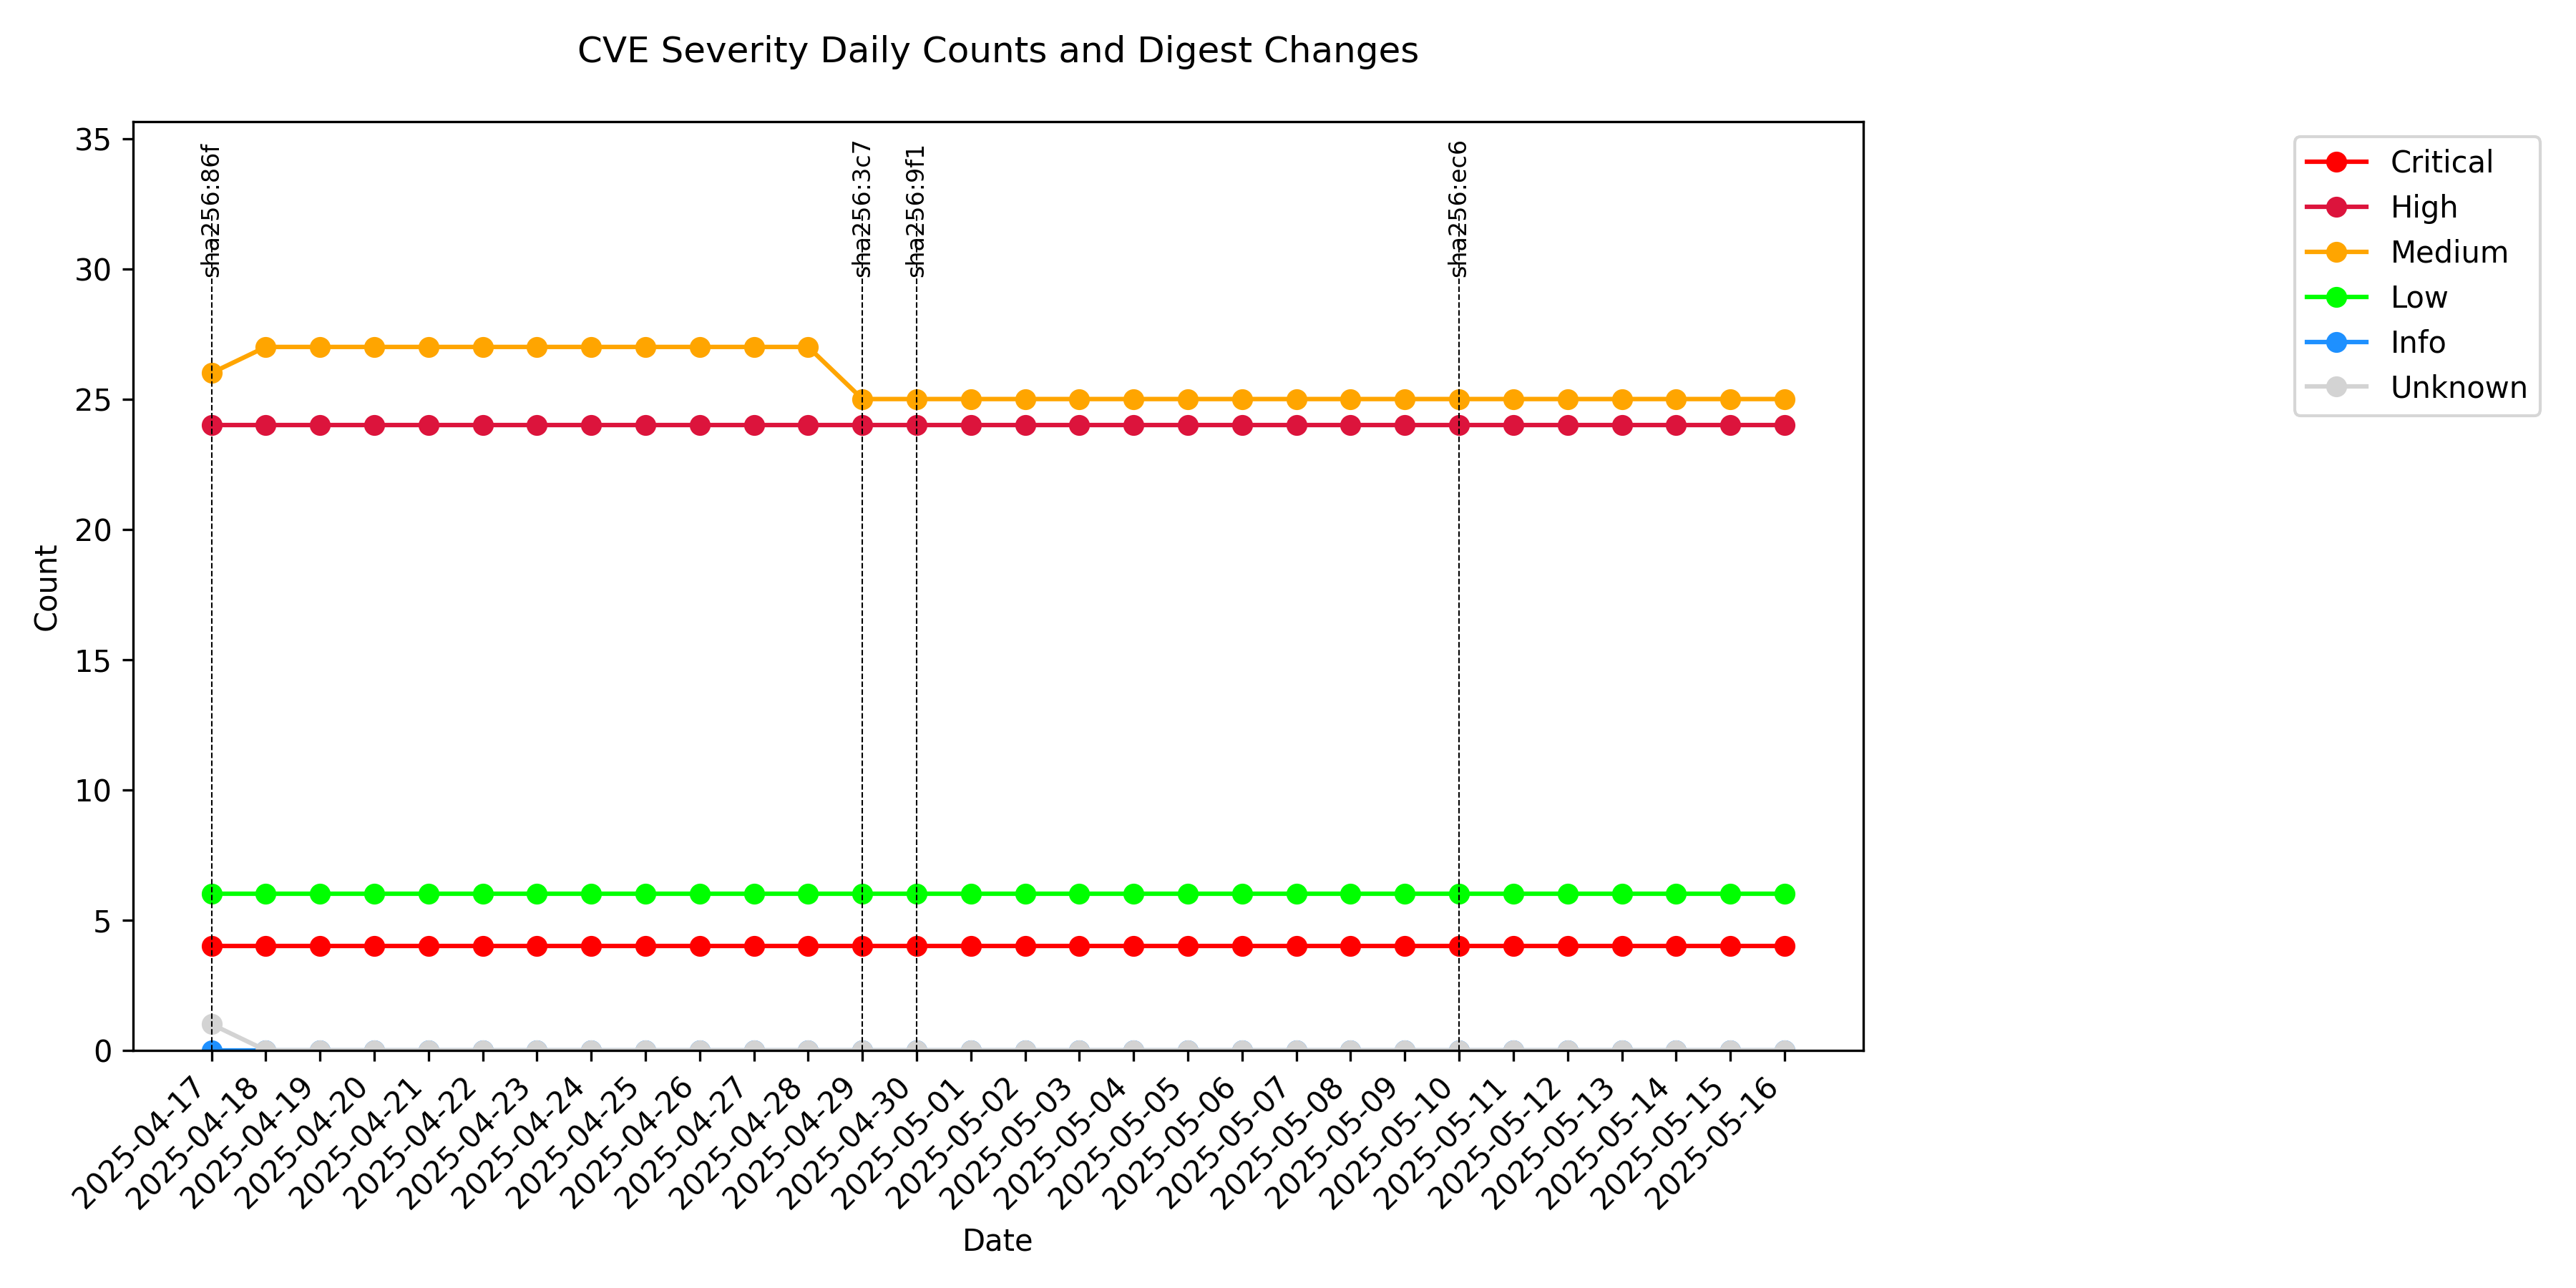 CVE Severity Daily Counts and Digest Changes
35
30
25
20
15
10
5
0
Count
sha256:86f
sha256:3c7
sha256:9f1
sha256:ec6
2025-04-17
2025-04-18
2025-04-19
2025-04-20
2025-04-21
2025-04-22
2025-04-23
2025-04-24
2025-04-25
2025-04-26
2025-04-27
2025-04-28
2025-04-29
2025-04-30
2025-05-01
2025-05-02
2025-05-03
2025-05-04
2025-05-05
2025-05-06
2025-05-07
2025-05-08
2025-05-09
2025-05-10
2025-05-11
2025-05-12
2025-05-13
2025-05-14
2025-05-15
2025-05-16
Date
Critical
High
Medium
Low
Info
Unknown